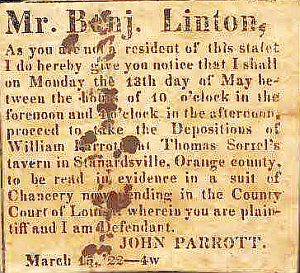 Mr. Benj. Linton,
As you are not a resident of this state
I do hereby give you notice that I shall
on Monday the 13th day of May be-
tween the hours of 10 o'clock in the
forenoon and o'clock in the afternoon,
proceed to take the Depositions of
William Parrott at Thomas Sorrel's
tavern in Stanardsville, Orange county,
to be read in evidence in a suit of
Chancery now pending in the County
Court of Louisa wherein you are plain-
tiff and I am Defendant.
JOHN PARROTT.
March 22—4w